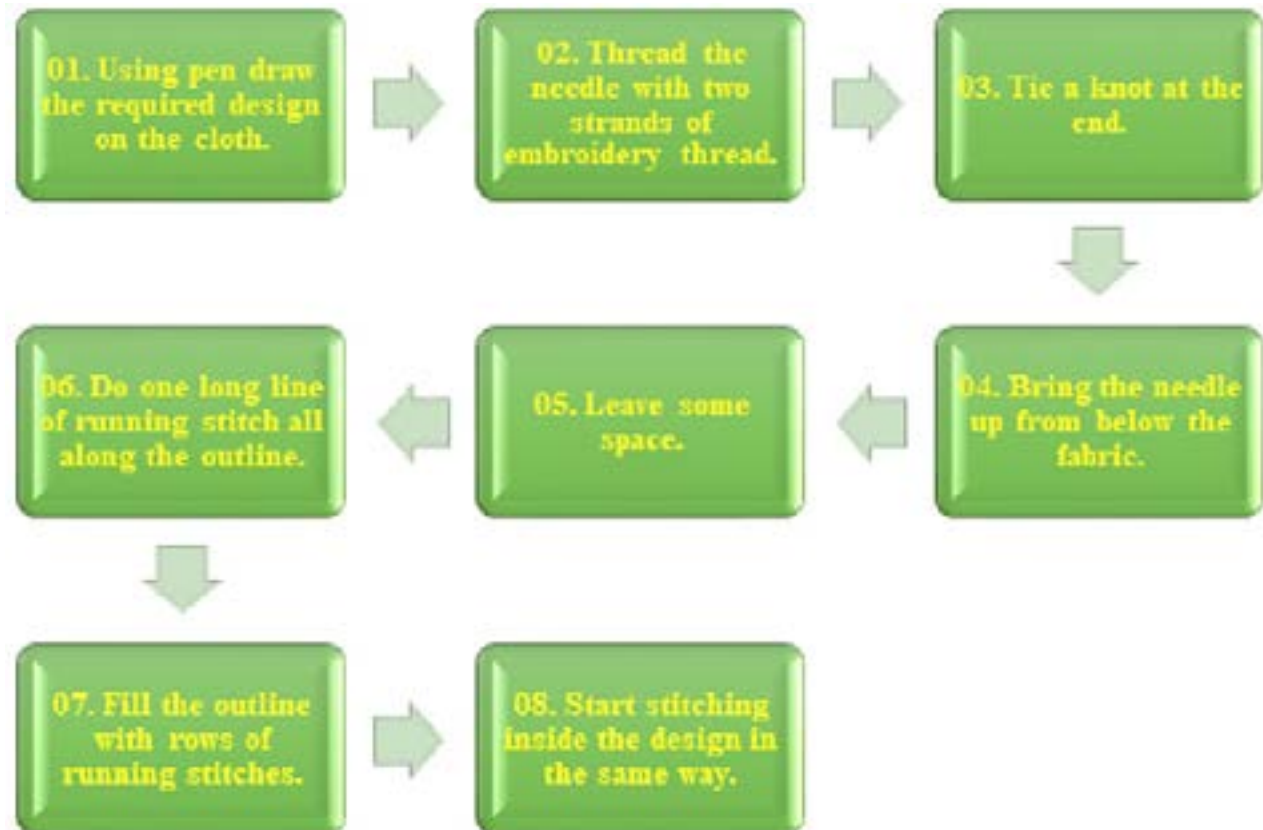 01. Using pen draw
the required design
on the cloth.
02. Thread the
needle with two
strands of
embroidery thread.
03. Tie a knot at the
end.
04. Bring the needle
up from below the
fabric.
05. Leave some
space.
06. Do one long line
of running stitch all
along the outline.
07. Fill the outline
with rows of
running stitches.
08. Start stitching
inside the design in
the same way.